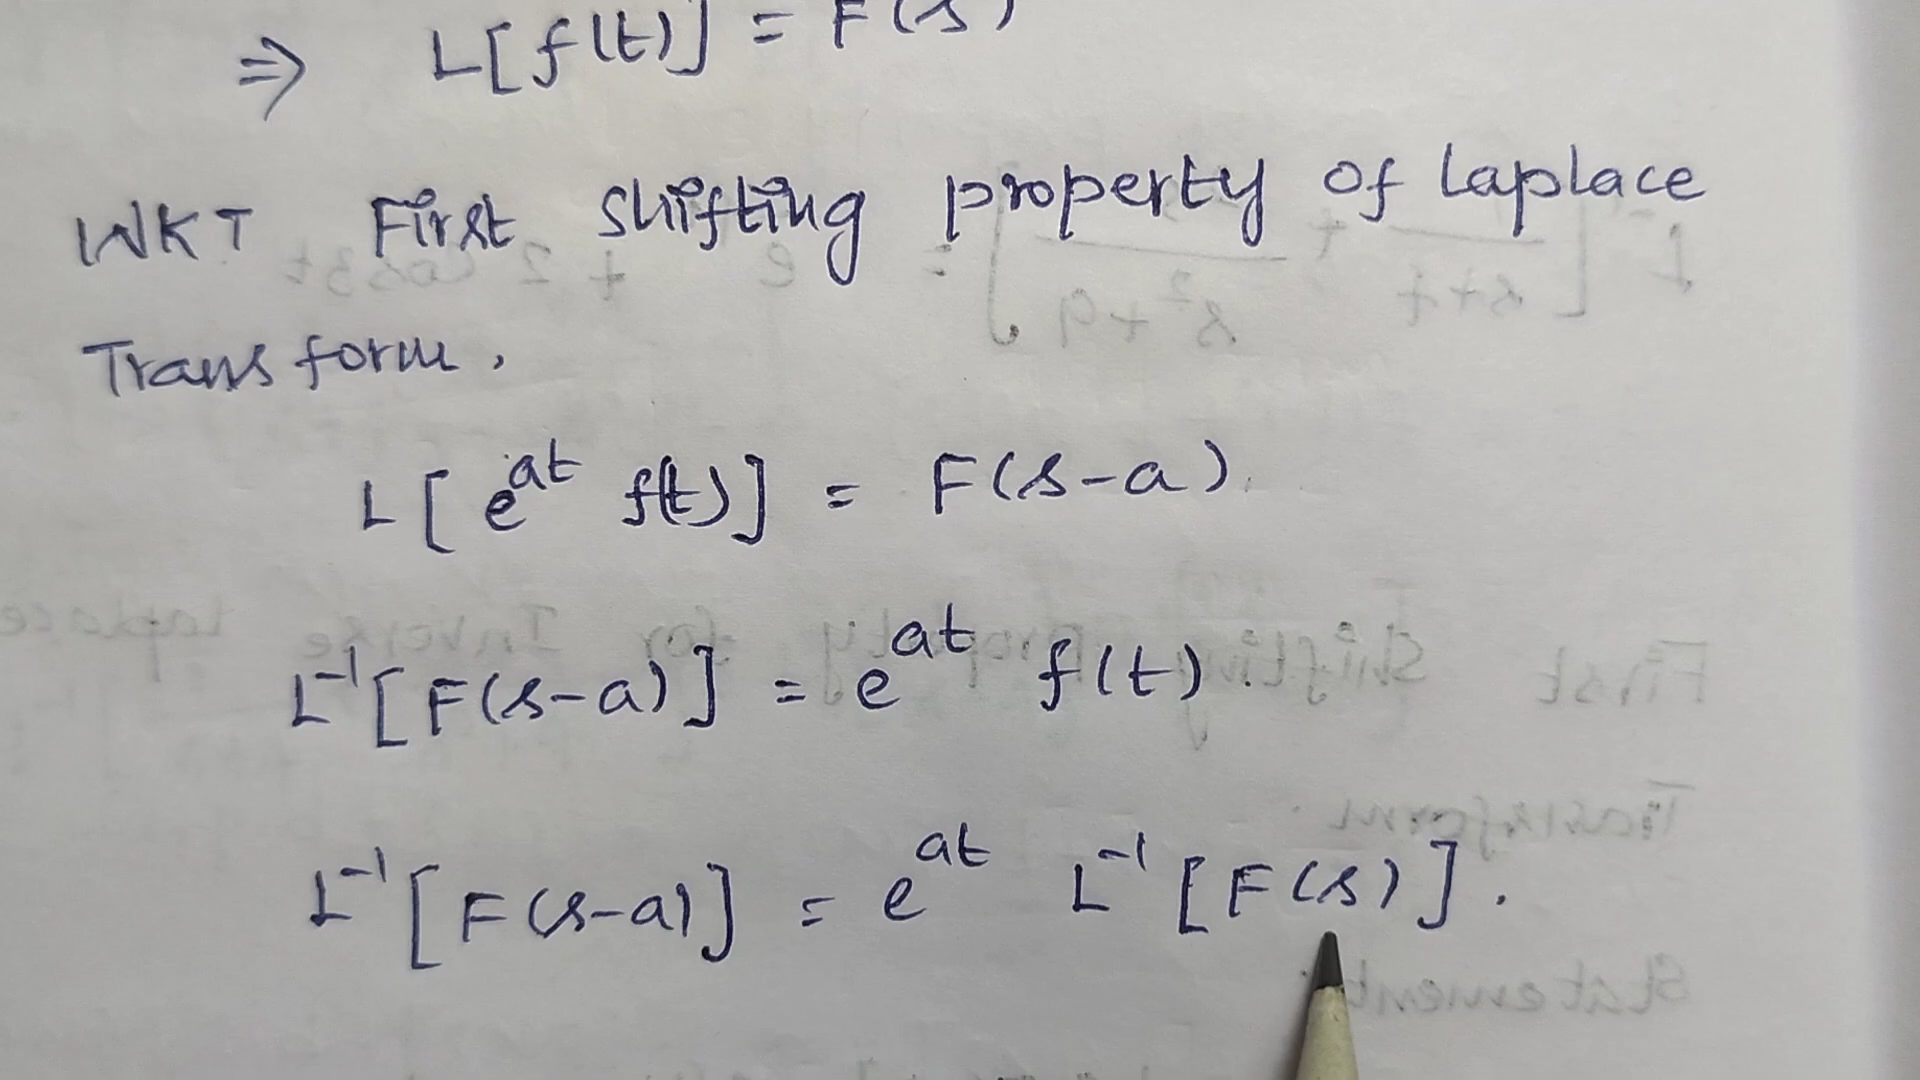 ⇒ L[f(t)] = F(s)
WKT First shifting property of Laplace
Transform,
L[e^{at} f(t)] = F(s-a).
L^{-1}[F(s-a)] = e^{at} f(t).
L^{-1}[F(s-a)] = e^{at} L^{-1}[F(s)].